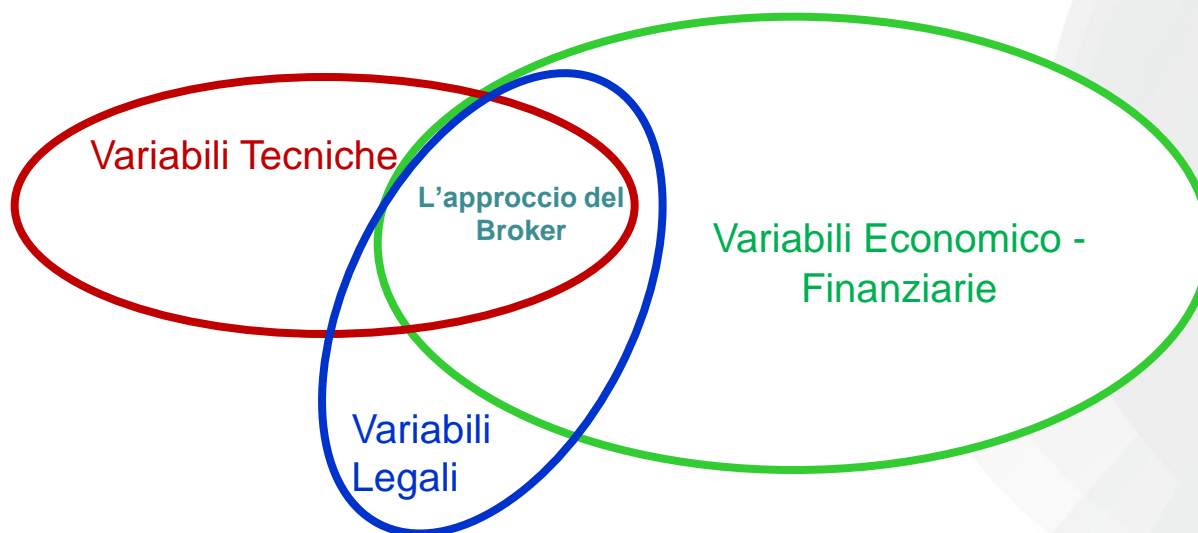 Variabili Tecniche
L’approccio del
Broker
Variabili Economico -
Finanziarie
Variabili
Legali